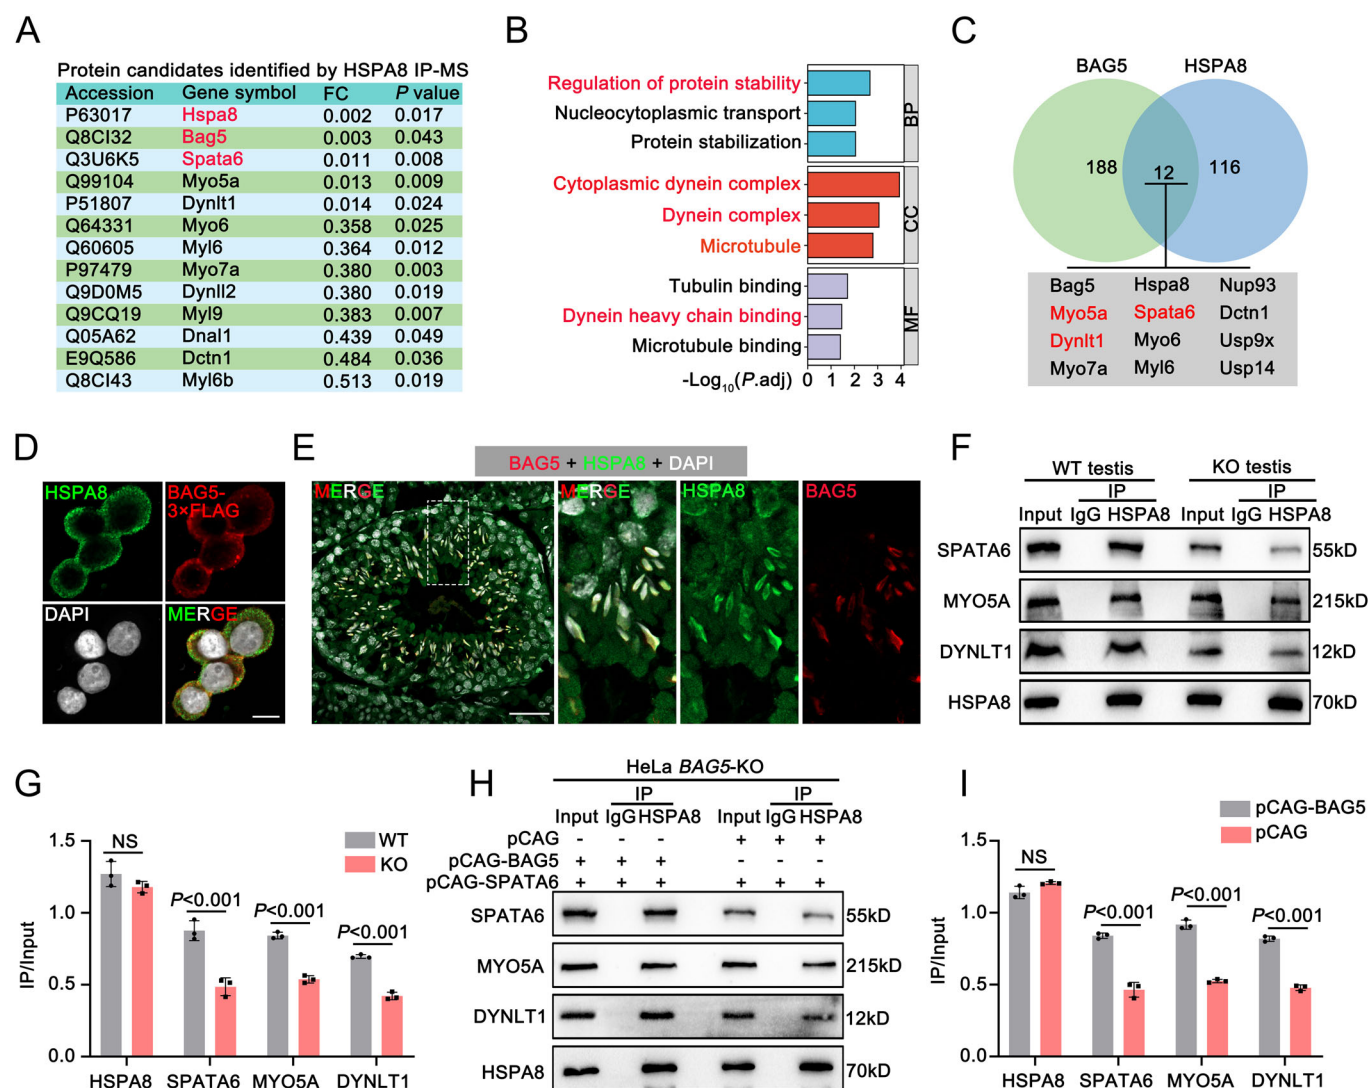 A
Protein candidates identified by HSPA8 IP-MS
Accession Gene symbol FC P value
P63017 Hspa8 0.002 0.017
Q8CI32 Bag5 0.003 0.043
Q3U6K5 Spata6 0.011 0.008
Q99104 Myo5a 0.013 0.009
P51807 Dynlt1 0.014 0.024
Q64331 Myo6 0.358 0.025
Q60605 Myl6 0.364 0.012
P97479 Myo7a 0.380 0.003
Q9D0M5 Dynll2 0.380 0.019
Q9CQ19 Myl9 0.383 0.007
Q05A62 Dnal1 0.439 0.049
E9Q586 Dctn1 0.484 0.036
Q8CI43 Myl6b 0.513 0.019
B
Regulation of protein stability
Nucleocytoplasmic transport
Protein stabilization
BP
Cytoplasmic dynein complex
Dynein complex
Microtubule
CC
Tubulin binding
Dynein heavy chain binding
Microtubule binding
MF
-Log10(P.adj) 0 1 2 3 4
C
BAG5 HSPA8
188 12 116
Bag5 Hspa8 Nup93
Myo5a Spata6 Dctn1
Dynlt1 Myo6 Usp9x
Myo7a Myl6 Usp14
D
HSPA8 BAG5-
3×FLAG
DAPI MERGE
E
BAG5 + HSPA8 + DAPI
MERGE MERGE HSPA8 BAG5
F
WT testis KO testis
IP IP
Input IgG HSPA8 Input IgG HSPA8
SPATA6 55kD
MYO5A 215kD
DYNLT1 12kD
HSPA8 70kD
G
WT
KO
1.5
1.0
0.5
0.0
IP/Input
NS
P<0.001
P<0.001
P<0.001
HSPA8 SPATA6 MYO5A DYNLT1
H
HeLa BAG5-KO
IP IP
Input IgG HSPA8 Input IgG HSPA8
pCAG - - - + + +
pCAG-BAG5 + + + - - -
pCAG-SPATA6 + + + + + +
SPATA6 55kD
MYO5A 215kD
DYNLT1 12kD
HSPA8 70kD
I
pCAG-BAG5
pCAG
1.5
1.0
0.5
0.0
IP/Input
NS
P<0.001
P<0.001
P<0.001
HSPA8 SPATA6 MYO5A DYNLT1